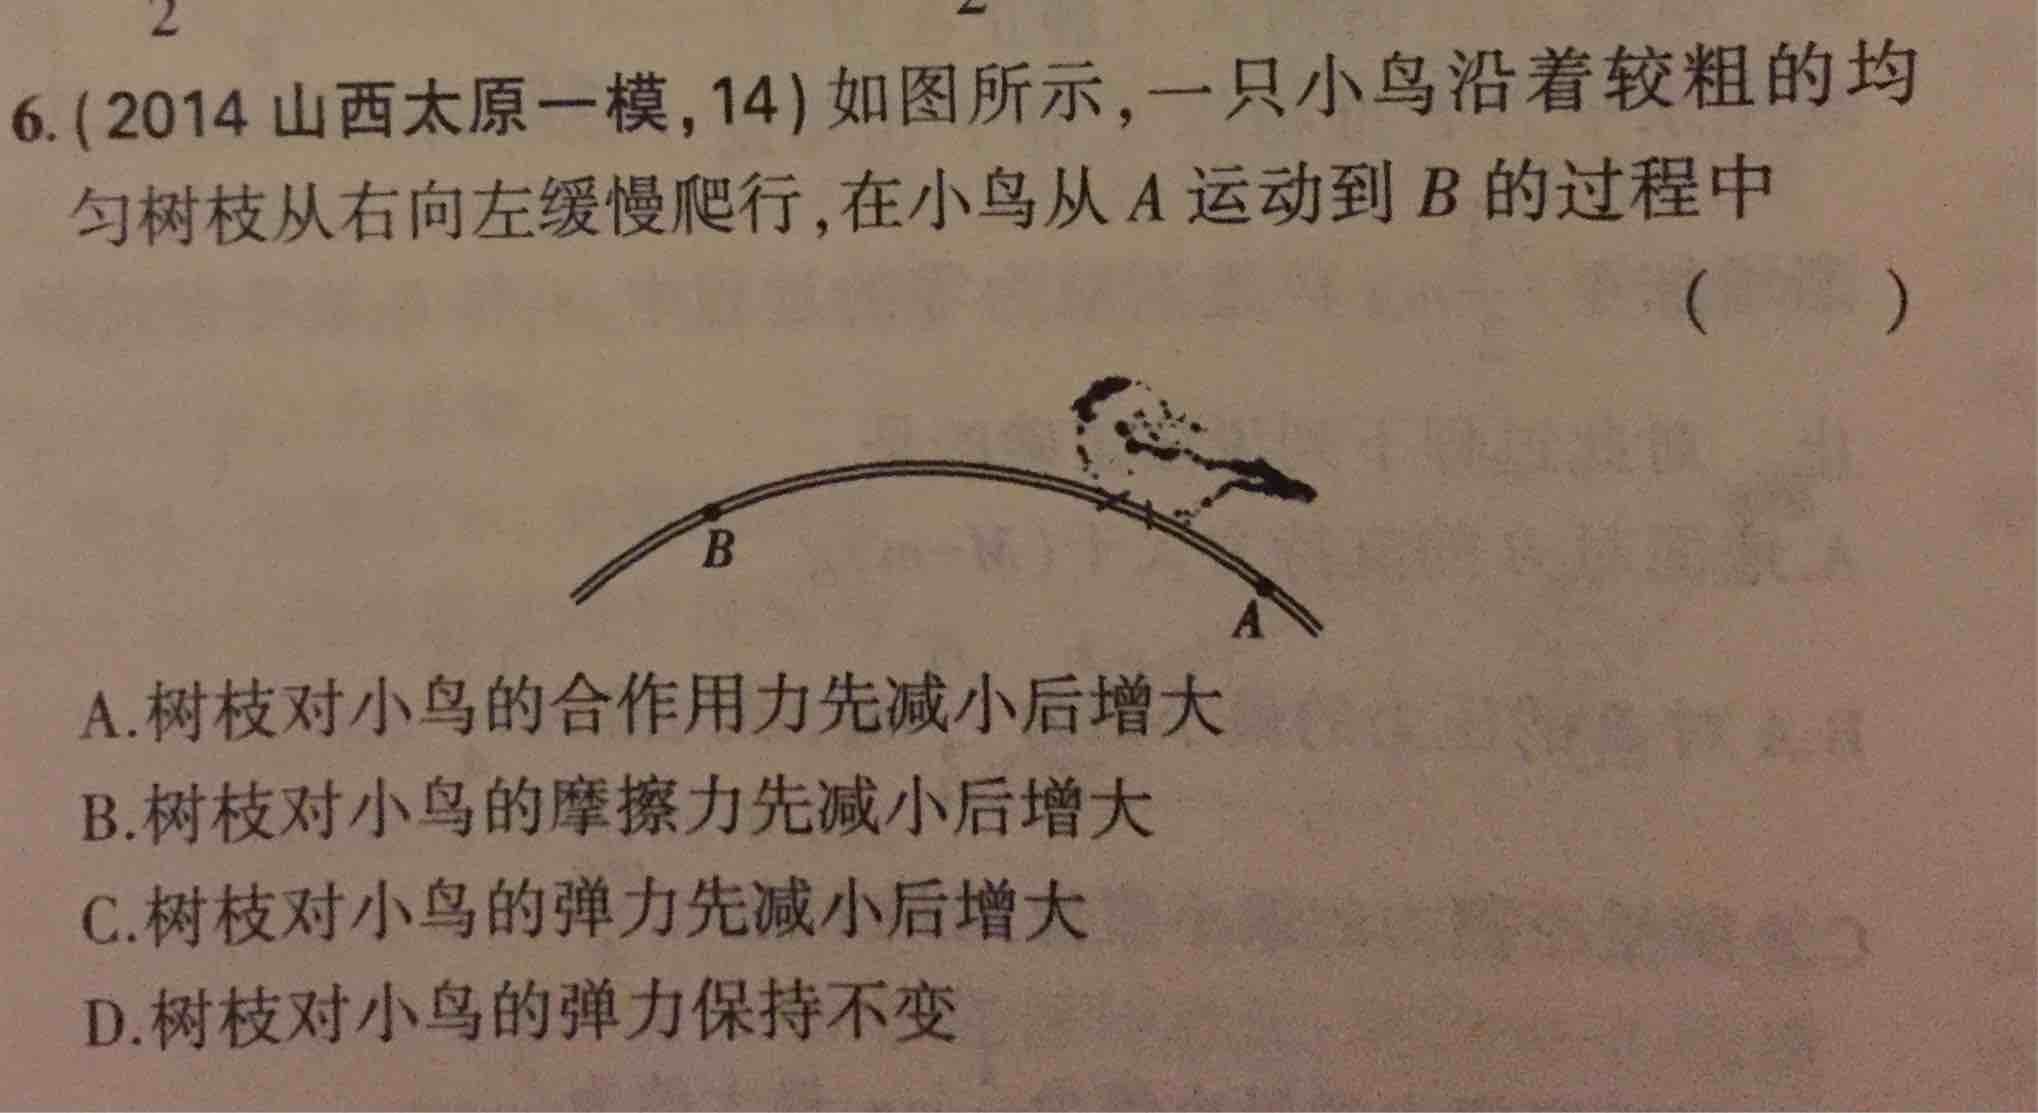 2 2
6.(2014 山西太原一模,14)如图所示,一只小鸟沿着较粗的均
匀树枝从右向左缓慢爬行,在小鸟从 A 运动到 B 的过程中
( )
B
A
A.树枝对小鸟的合作用力先减小后增大
B.树枝对小鸟的摩擦力先减小后增大
C.树枝对小鸟的弹力先减小后增大
D.树枝对小鸟的弹力保持不变